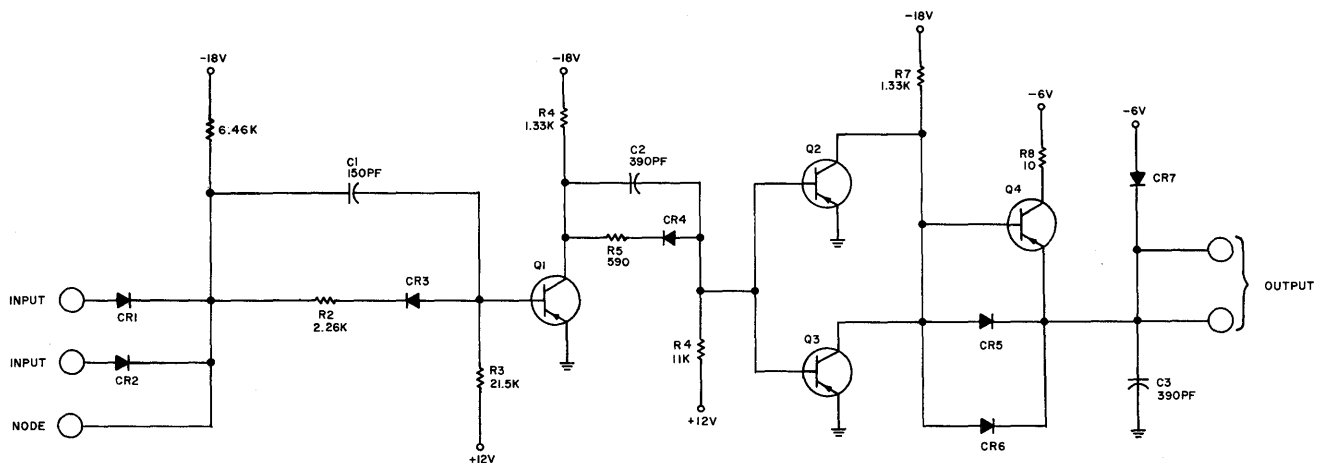 -18V
6.46K
C1
150PF
INPUT
CR1
INPUT
CR2
NODE
R2
2.26K
CR3
R3
21.5K
+12V
-18V
R4
1.33K
C2
390PF
R5
590
CR4
Q1
R4
11K
+12V
Q2
Q3
-18V
R7
1.33K
-6V
R8
10
Q4
CR5
CR6
-6V
CR7
C3
390PF
OUTPUT